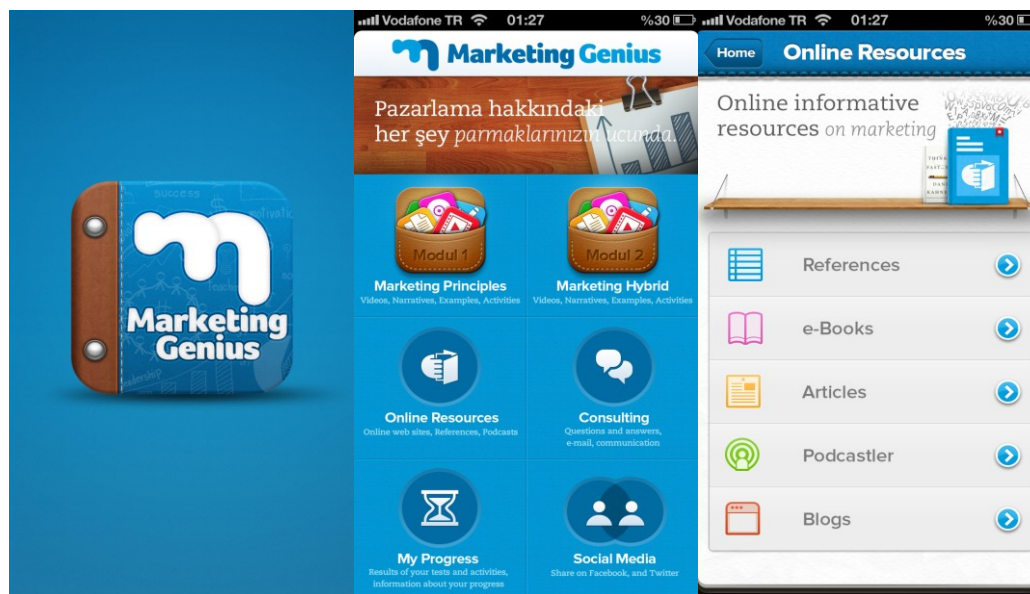 Marketing
Genius
Vodafone TR 01:27 %30
Marketing Genius
Pazarlama hakkındaki
her şey parmaklarınızın ucunda.
Modul 1
Marketing Principles
Videos, Narratives, Examples, Activities
Modul 2
Marketing Hybrid
Videos, Narratives, Examples, Activities
Online Resources
Online web sites, References, Podcasts
Consulting
Questions and answers,
e-mail, communication
My Progress
Results of your tests and activities,
information about your progress
Social Media
Share on Facebook, and Twitter
Vodafone TR 01:27 %30
Home
Online Resources
Online informative
resources on marketing
References
e-Books
Articles
Podcastler
Blogs